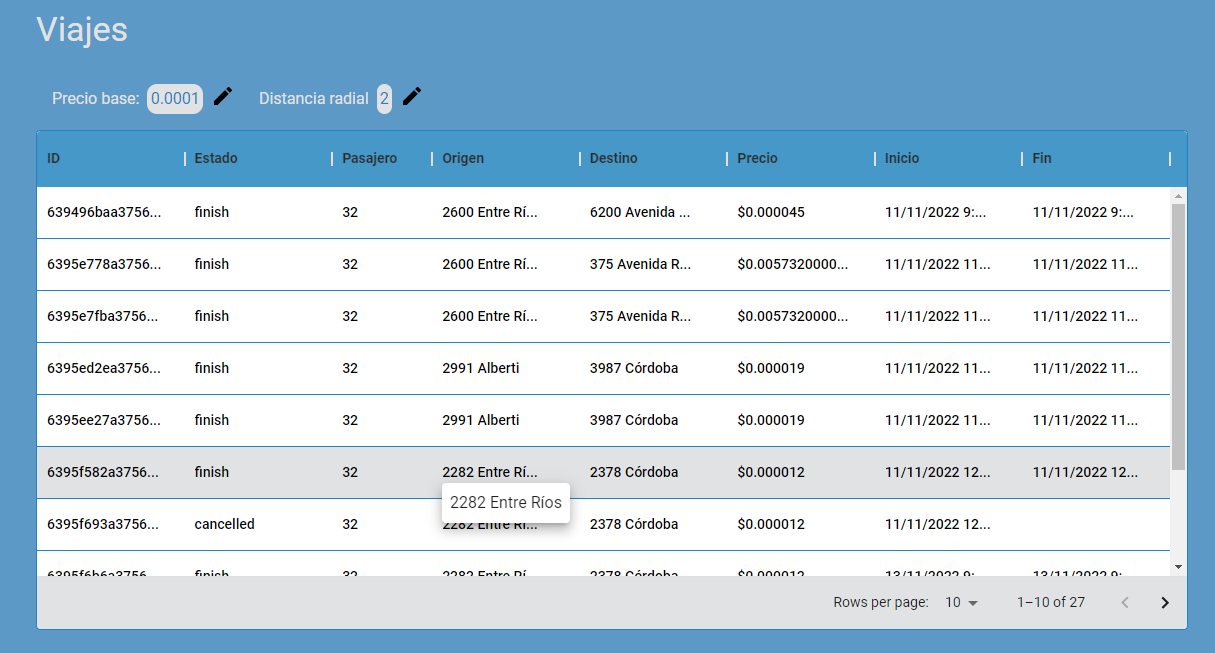 Viajes
Precio base: 0.0001 Distancia radial 2
ID Estado Pasajero Origen Destino Precio Inicio Fin
639496baa3756... finish 32 2600 Entre Rí... 6200 Avenida ... $0.000045 11/11/2022 9:... 11/11/2022 9:...
6395e778a3756... finish 32 2600 Entre Rí... 375 Avenida R... $0.0057320000... 11/11/2022 11... 11/11/2022 11...
6395e7fba3756... finish 32 2600 Entre Rí... 375 Avenida R... $0.0057320000... 11/11/2022 11... 11/11/2022 11...
6395ed2ea3756... finish 32 2991 Alberti 3987 Córdoba $0.000019 11/11/2022 11... 11/11/2022 11...
6395ee27a3756... finish 32 2991 Alberti 3987 Córdoba $0.000019 11/11/2022 11... 11/11/2022 11...
6395f582a3756... finish 32 2282 Entre Rí... 2378 Córdoba $0.000012 11/11/2022 12... 11/11/2022 12...
2282 Entre Ríos
6395f693a3756... cancelled 32 2282 Entre Rí... 2378 Córdoba $0.000012 11/11/2022 12...
6395f6b6a3756... finish 32 2282 Entre Rí... 2378 Córdoba $0.000012 13/11/2022 9:... 13/11/2022 9:...
Rows per page: 10 1–10 of 27